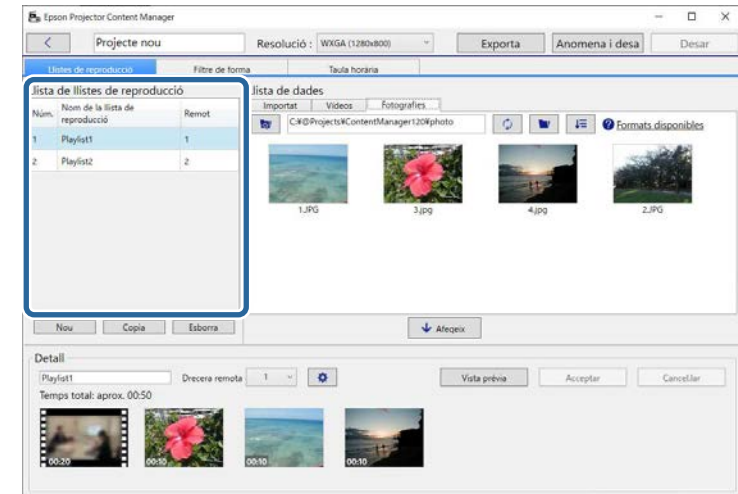 Epson Projector Content Manager
Projecte nou Resolució : WXGA (1280x800) Exporta Anomena i desa Desar
Llistes de reproducció Filtre de forma Taula horària
Llista de llistes de reproducció
Núm. Nom de la llista de reproducció Remot
1 Playlist1 1
2 Playlist2 2
Llista de dades
Importat Vídeos Fotografies
C:¥@Projects¥ContentManager120¥photo Formats disponibles
1.JPG 3.jpg 4.jpg 2.JPG
Nou Copia Esborra Afegeix
Detall
Playlist1 Drecera remota 1 Vista prèvia Acceptar Cancel.lar
Temps total: aprox. 00:50
00:20 00:10 00:10 00:10